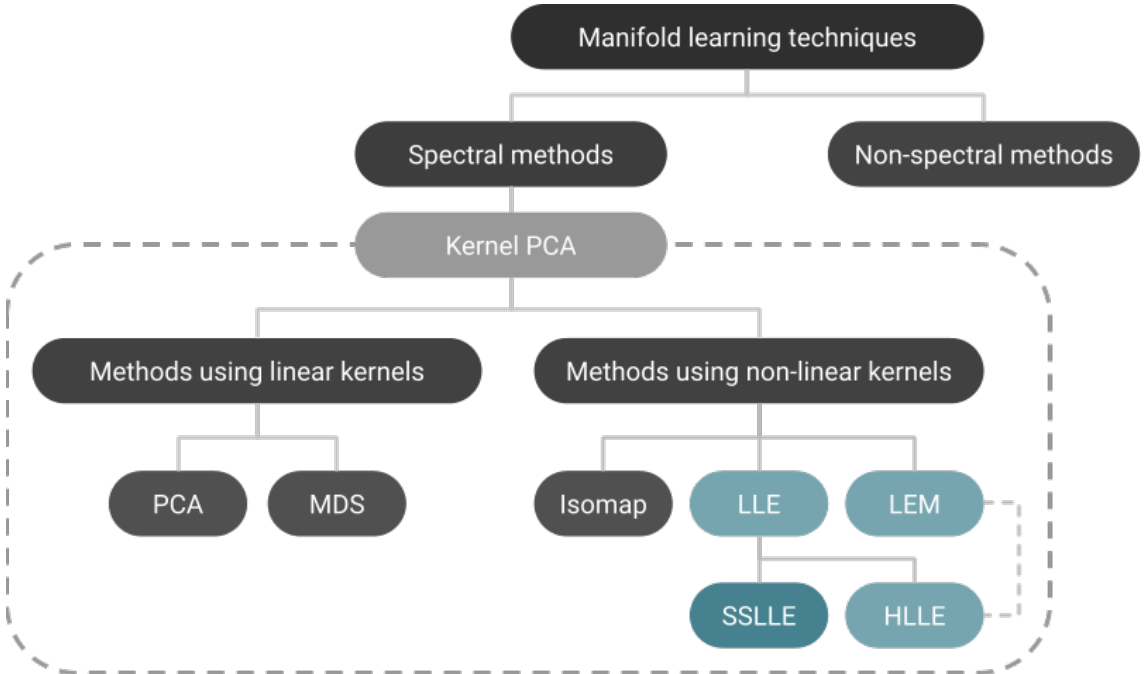 Manifold learning techniques
Spectral methods
Non-spectral methods
Kernel PCA
Methods using linear kernels
Methods using non-linear kernels
PCA
MDS
Isomap
LLE
LEM
SSLLE
HLLE